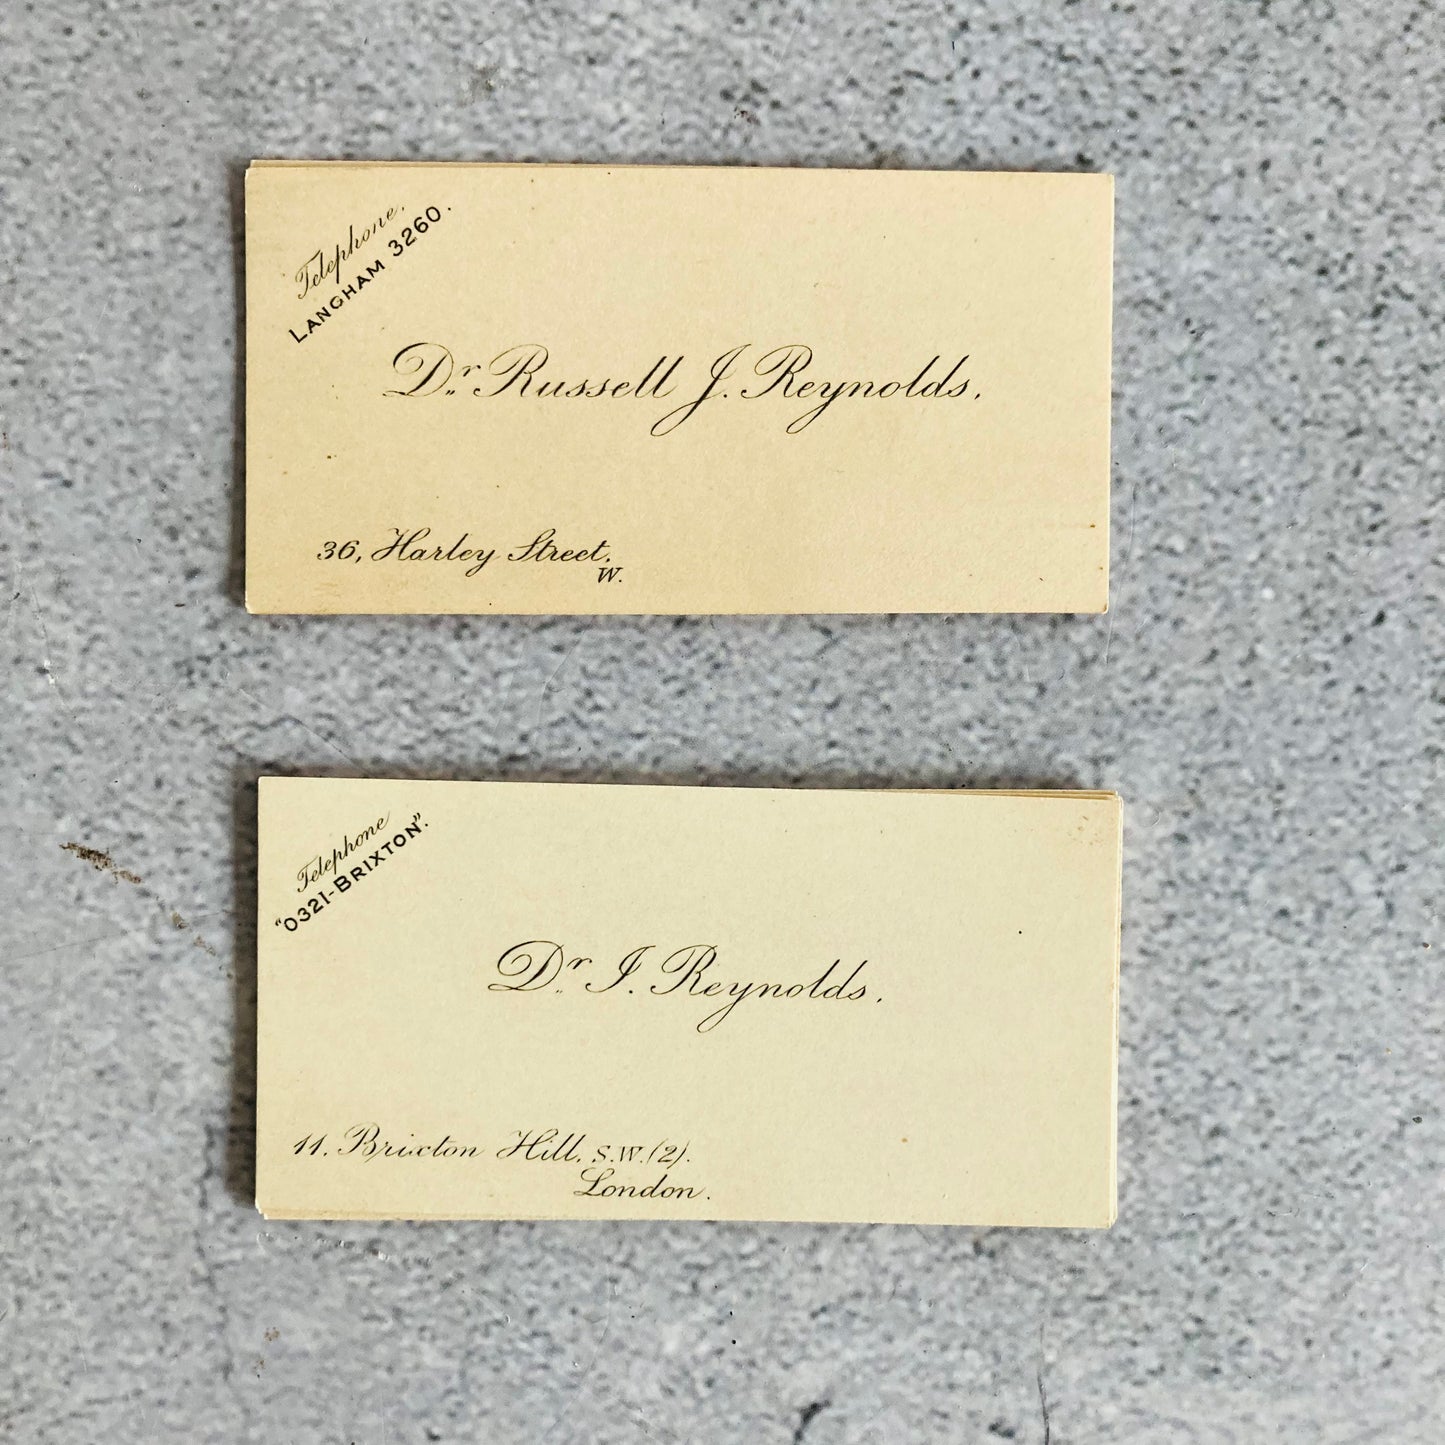 Telephone.
LANGHAM 3260.
Dr. Russell J. Reynolds.
36, Harley Street.
W.
Telephone
"0321-BRIXTON".
Dr. I. Reynolds.
11. Brixton Hill. S.W.(2).
London.